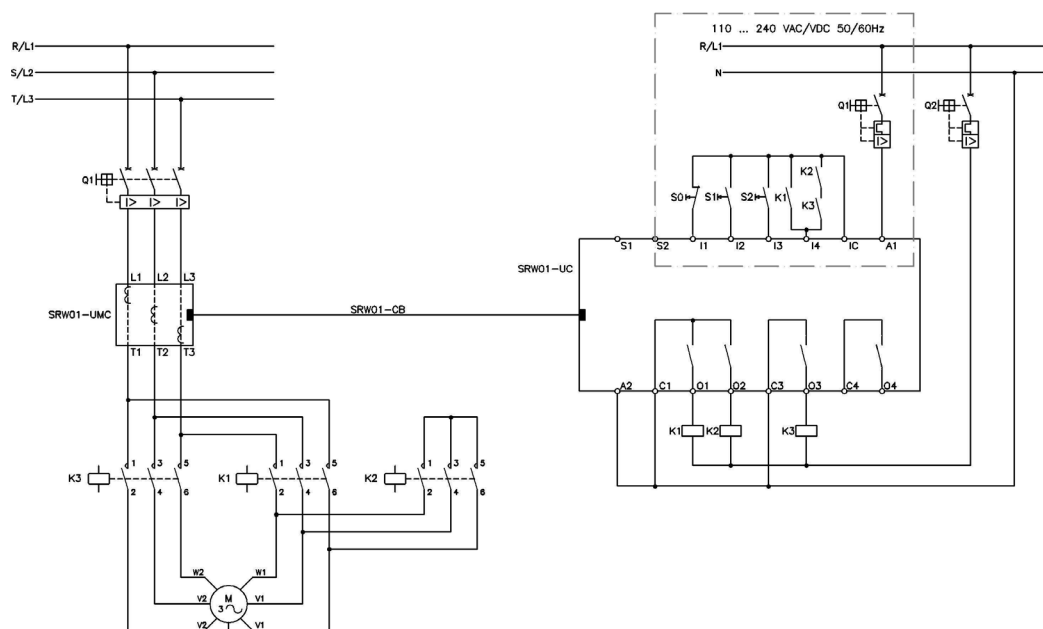 110 ... 240 VAC/VDC 50/60Hz
R/L1
S/L2
T/L3
R/L1
N
Q1
I> I> I>
Q1
I>
Q2
I>
S0 S1 S2 K1 K2
K3
S1 S2 I1 I2 I3 I4 IC A1
SRW01-UC
L1 L2 L3
SRW01-UMC
SRW01-CB
T1 T2 T3
A2 C1 O1 O2 C3 O3 C4 O4
K1 K2 K3
K3 1 3 5
2 4 6
K1 1 3 5
2 4 6
K2 1 3 5
2 4 6
W2 W1
M
3
V2 V1
V2 V1